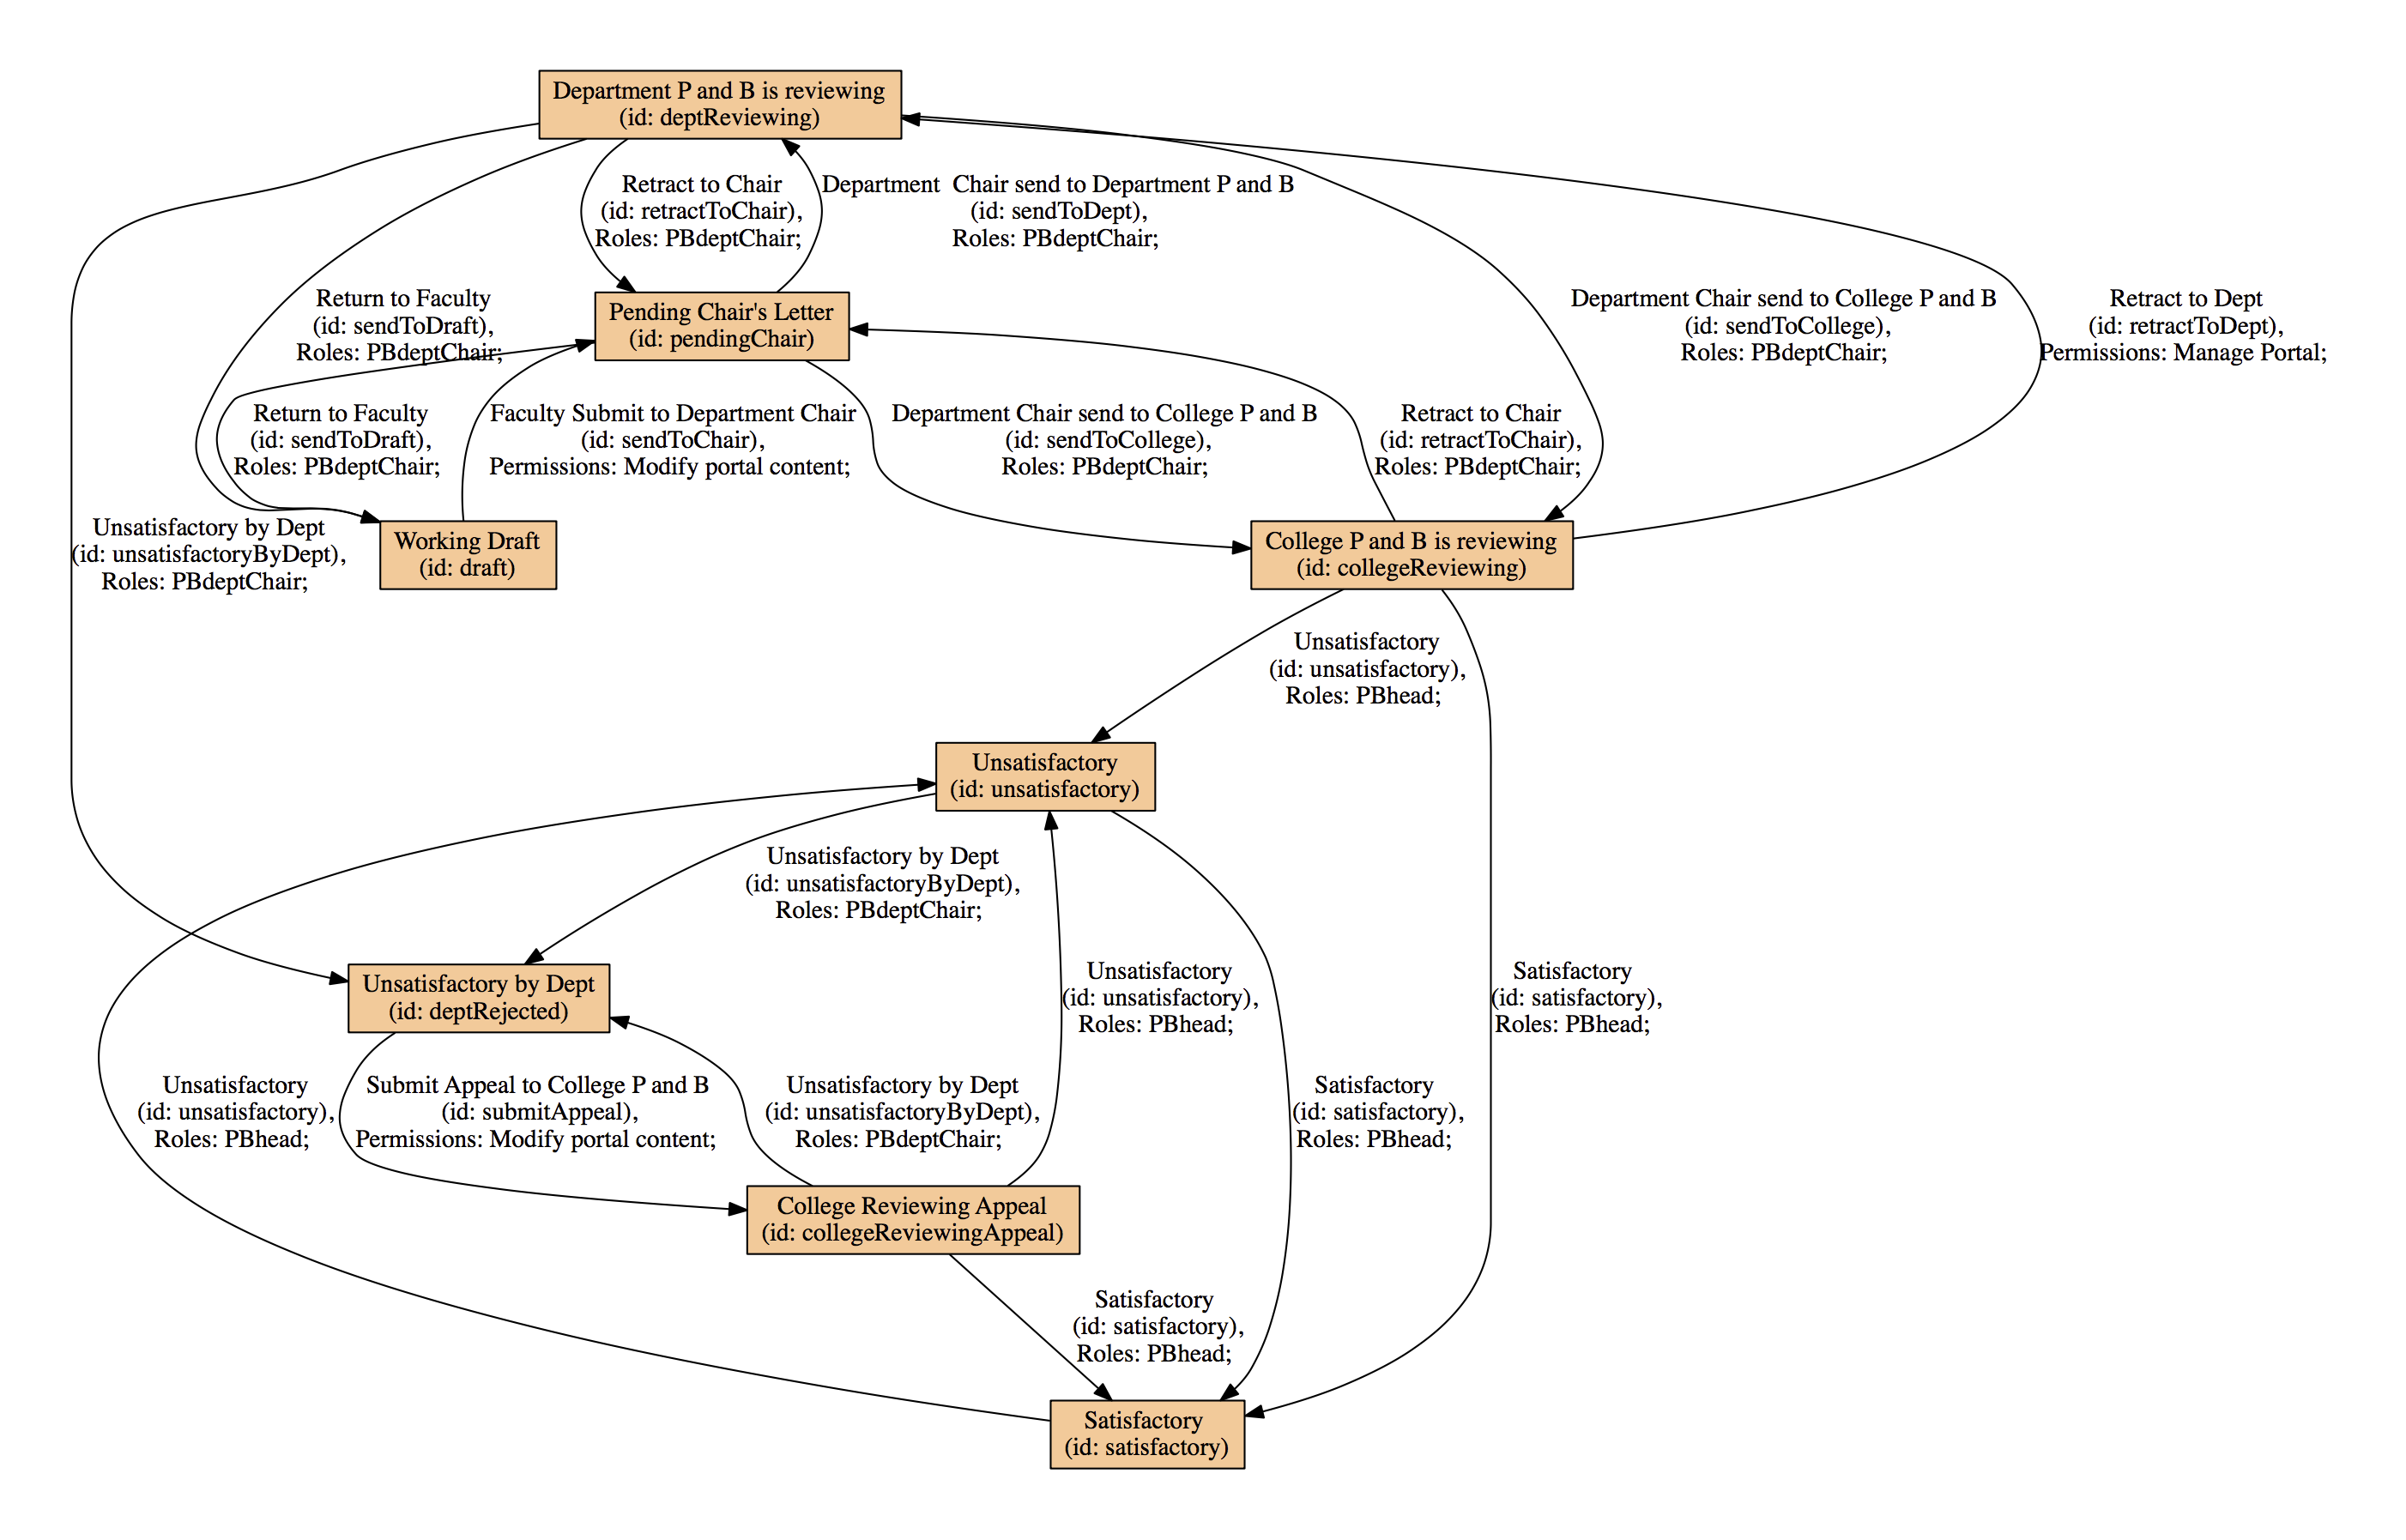 Department P and B is reviewing
(id: deptReviewing)
Retract to Chair
(id: retractToChair),
Roles: PBdeptChair;
Department  Chair send to Department P and B
(id: sendToDept),
Roles: PBdeptChair;
Return to Faculty
(id: sendToDraft),
Roles: PBdeptChair;
Pending Chair's Letter
(id: pendingChair)
Department Chair send to College P and B
(id: sendToCollege),
Roles: PBdeptChair;
Retract to Dept
(id: retractToDept),
Permissions: Manage Portal;
Return to Faculty
(id: sendToDraft),
Roles: PBdeptChair;
Faculty Submit to Department Chair
(id: sendToChair),
Permissions: Modify portal content;
Department Chair send to College P and B
(id: sendToCollege),
Roles: PBdeptChair;
Retract to Chair
(id: retractToChair),
Roles: PBdeptChair;
Unsatisfactory by Dept
(id: unsatisfactoryByDept),
Roles: PBdeptChair;
Working Draft
(id: draft)
College P and B is reviewing
(id: collegeReviewing)
Unsatisfactory
(id: unsatisfactory),
Roles: PBhead;
Unsatisfactory
(id: unsatisfactory)
Unsatisfactory by Dept
(id: unsatisfactoryByDept),
Roles: PBdeptChair;
Unsatisfactory by Dept
(id: deptRejected)
Unsatisfactory
(id: unsatisfactory),
Roles: PBhead;
Satisfactory
(id: satisfactory),
Roles: PBhead;
Unsatisfactory
(id: unsatisfactory),
Roles: PBhead;
Submit Appeal to College P and B
(id: submitAppeal),
Permissions: Modify portal content;
Unsatisfactory by Dept
(id: unsatisfactoryByDept),
Roles: PBdeptChair;
Satisfactory
(id: satisfactory),
Roles: PBhead;
College Reviewing Appeal
(id: collegeReviewingAppeal)
Satisfactory
(id: satisfactory),
Roles: PBhead;
Satisfactory
(id: satisfactory)